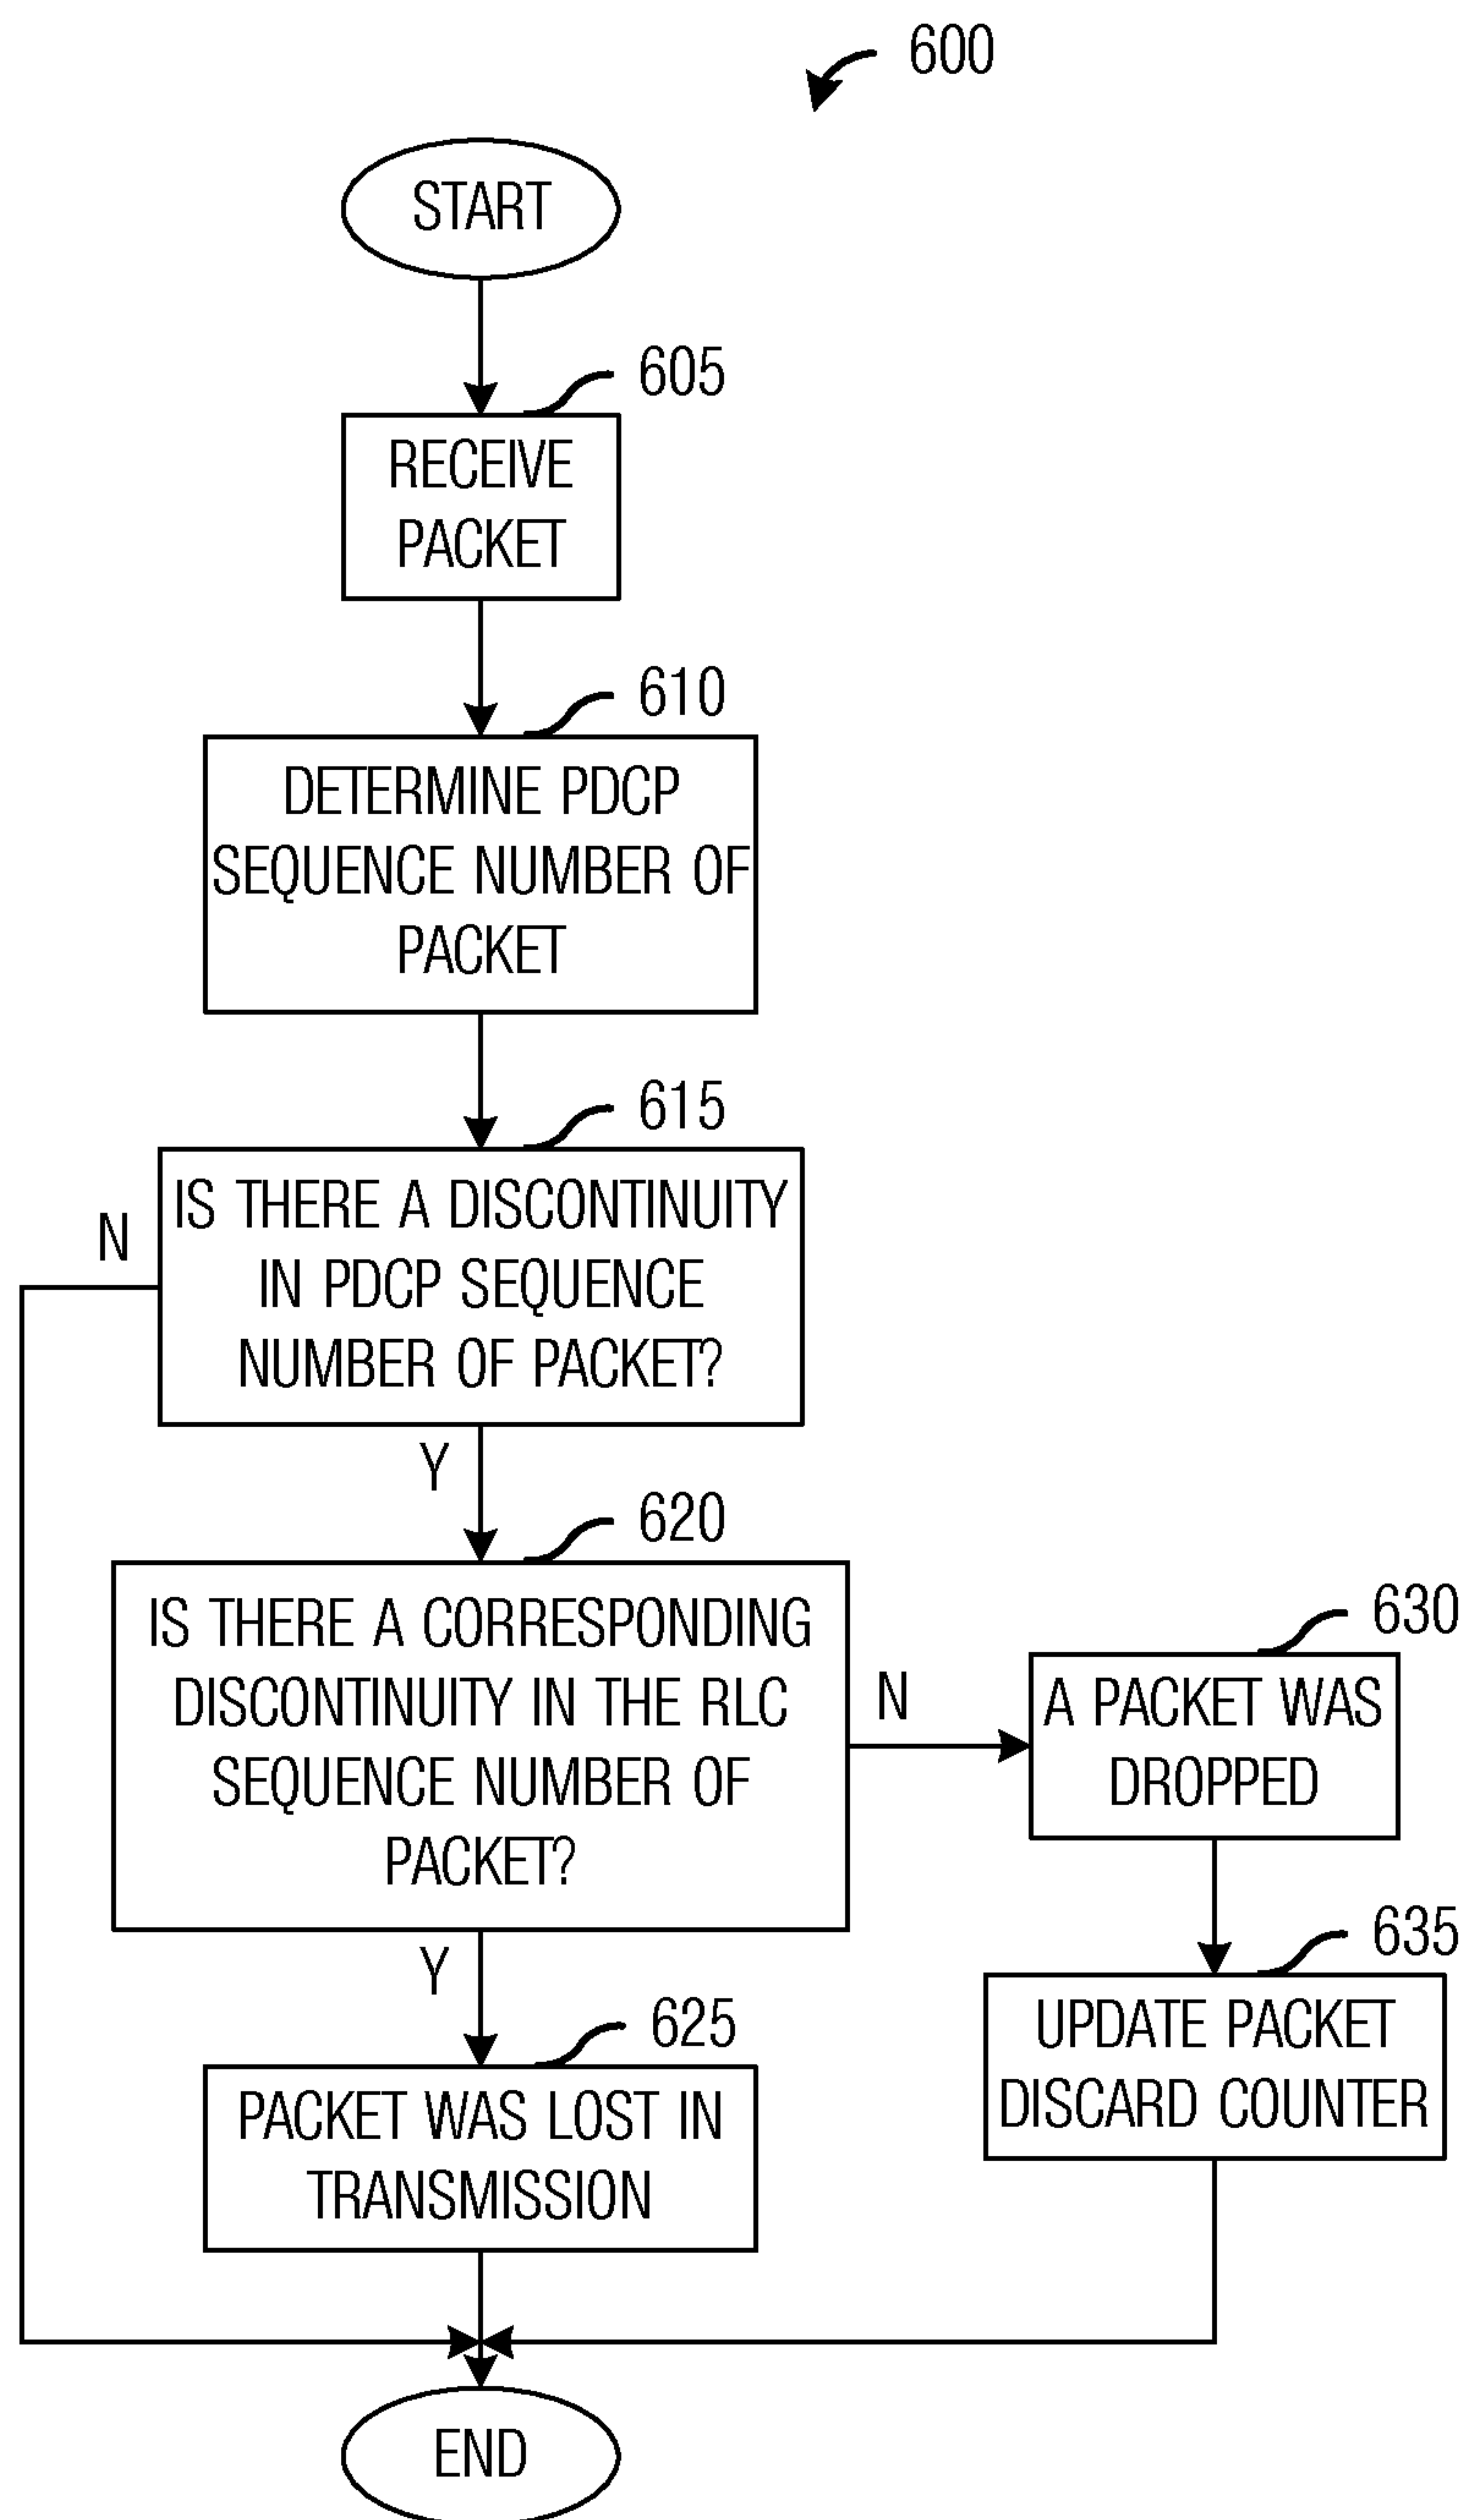 600
START
605
RECEIVE
PACKET
610
DETERMINE PDCP
SEQUENCE NUMBER OF
PACKET
615
IS THERE A DISCONTINUITY
IN PDCP SEQUENCE
NUMBER OF PACKET?
N
Y
620
IS THERE A CORRESPONDING
DISCONTINUITY IN THE RLC
SEQUENCE NUMBER OF
PACKET?
N
630
A PACKET WAS
DROPPED
635
UPDATE PACKET
DISCARD COUNTER
Y
625
PACKET WAS LOST IN
TRANSMISSION
END